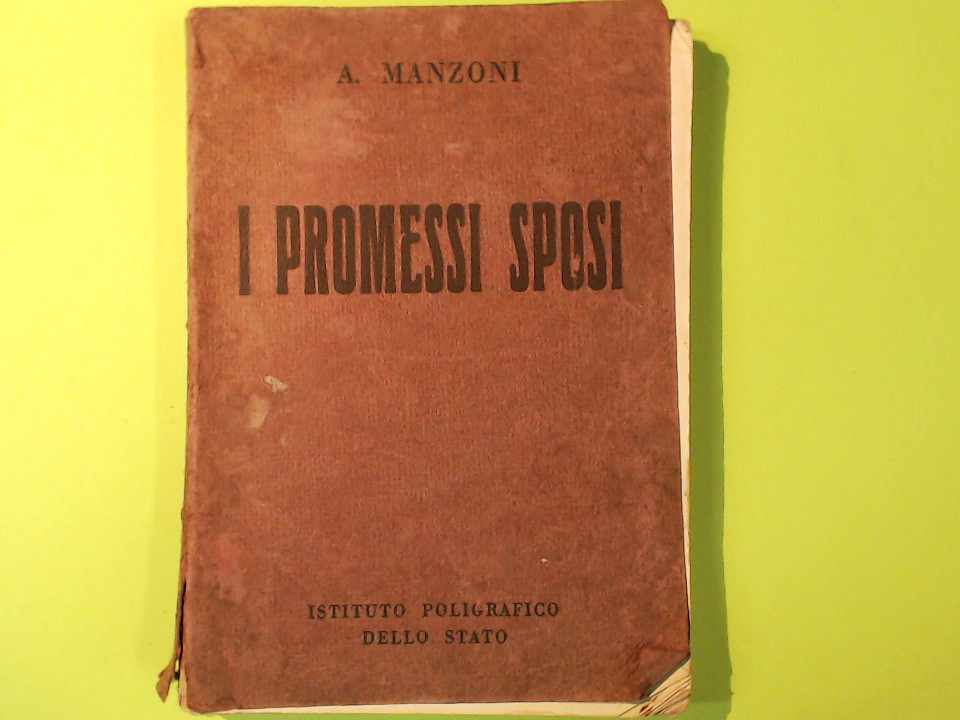 A. MANZONI
I PROMESSI SPOSI
ISTITUTO POLIGRAFICO
DELLO STATO